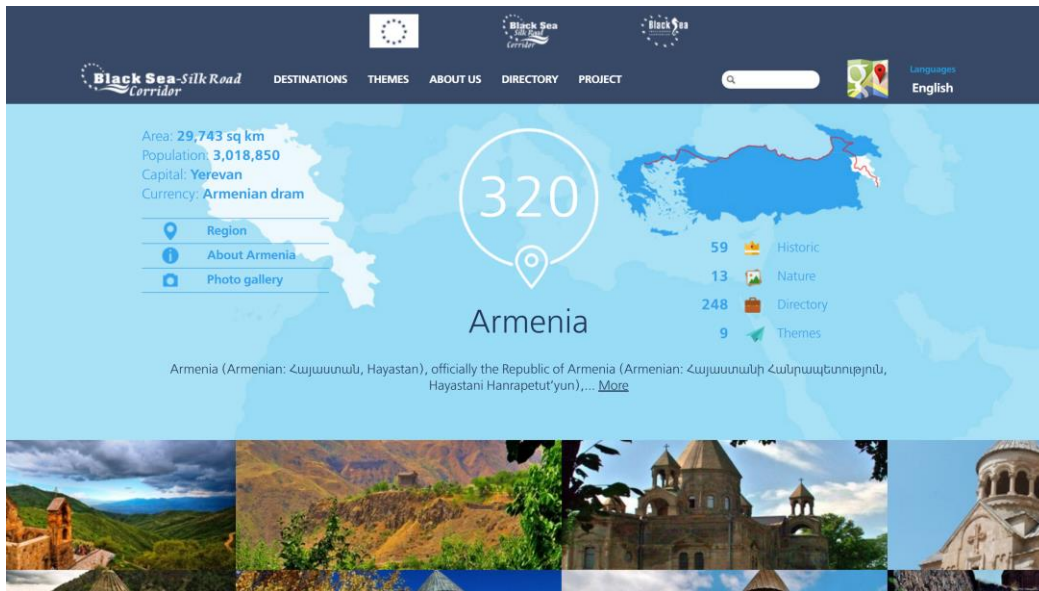 Black Sea
Silk Road
Corridor
Black Sea
Black Sea-Silk Road
Corridor
DESTINATIONS
THEMES
ABOUT US
DIRECTORY
PROJECT
Languages
English
Area: 29,743 sq km
Population: 3,018,850
Capital: Yerevan
Currency: Armenian dram
Region
About Armenia
Photo gallery
320
Armenia
59 Historic
13 Nature
248 Directory
9 Themes
Armenia (Armenian: Հայաստան, Hayastan), officially the Republic of Armenia (Armenian: Հայաստանի Հանրապետություն,
Hayastani Hanrapetut’yun),... More